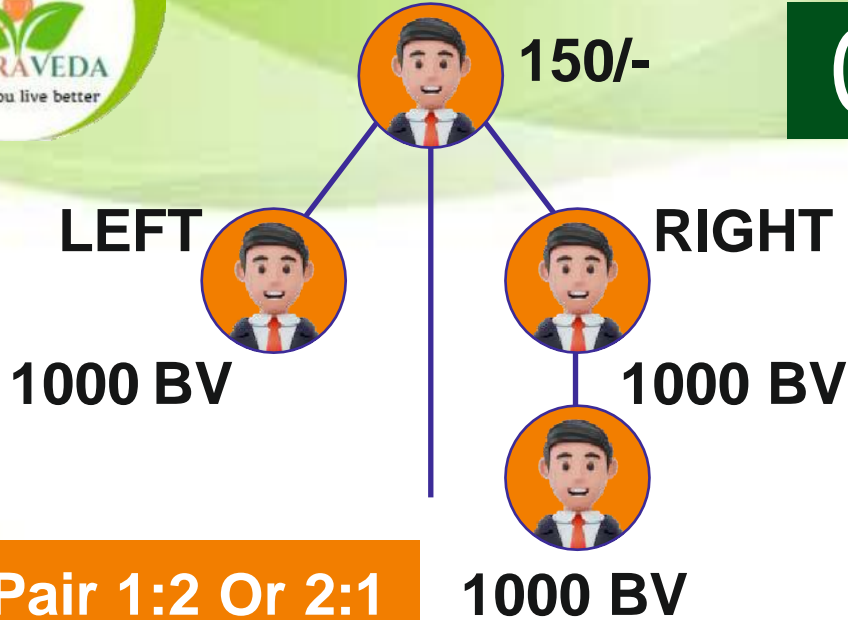 RAVEDA
ou live better
150/-
LEFT
RIGHT
1000 BV
1000 BV
1000 BV
Pair 1:2 Or 2:1